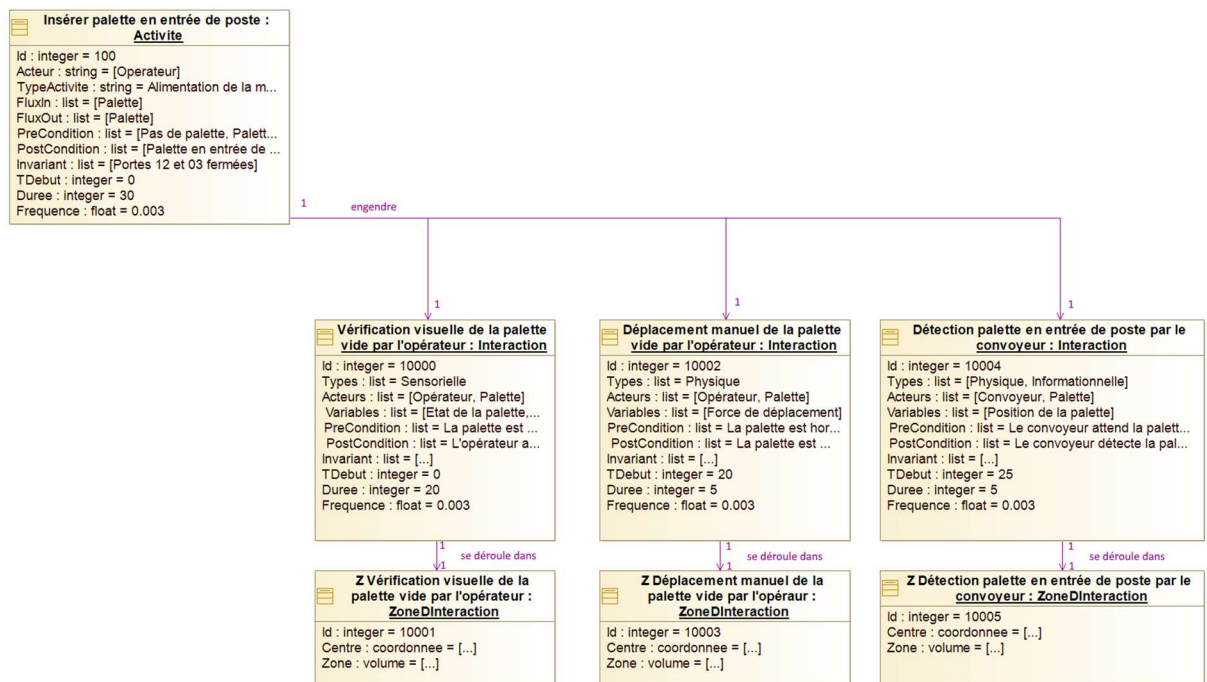 Insérer palette en entrée de poste :
Activite
Id : integer = 100
Acteur : string = [Operateur]
TypeActivite : string = Alimentation de la m...
FluxIn : list = [Palette]
FluxOut : list = [Palette]
PreCondition : list = [Pas de palette, Palett...
PostCondition : list = [Palette en entrée de ...
Invariant : list = [Portes 12 et 03 fermées]
TDebut : integer = 0
Duree : integer = 30
Frequence : float = 0.003
1
engendre
1
1
1
Vérification visuelle de la palette
vide par l'opérateur : Interaction
Id : integer = 10000
Types : list = Sensorielle
Acteurs : list = [Opérateur, Palette]
Variables : list = [Etat de la palette,...
PreCondition : list = La palette est ...
PostCondition : list = L'opérateur a...
Invariant : list = [...]
TDebut : integer = 0
Duree : integer = 20
Frequence : float = 0.003
Déplacement manuel de la palette
vide par l'opérateur : Interaction
Id : integer = 10002
Types : list = Physique
Acteurs : list = [Opérateur, Palette]
Variables : list = [Force de déplacement]
PreCondition : list = La palette est hor...
PostCondition : list = La palette est ...
Invariant : list = [...]
TDebut : integer = 20
Duree : integer = 5
Frequence : float = 0.003
Détection palette en entrée de poste par le
convoyeur : Interaction
Id : integer = 10004
Types : list = [Physique, Informationnelle]
Acteurs : list = [Convoyeur, Palette]
Variables : list = [Position de la palette]
PreCondition : list = Le convoyeur attend la palett...
PostCondition : list = Le convoyeur détecte la pal...
Invariant : list = [...]
TDebut : integer = 25
Duree : integer = 5
Frequence : float = 0.003
1
se déroule dans
1
1
se déroule dans
1
1
se déroule dans
1
Z Vérification visuelle de la
palette vide par l'opérateur :
ZoneDInteraction
Id : integer = 10001
Centre : coordonnee = [...]
Zone : volume = [...]
Z Déplacement manuel de la
palette vide par l'opéraur :
ZoneDInteraction
Id : integer = 10003
Centre : coordonnee = [...]
Zone : volume = [...]
Z Détection palette en entrée de poste par le
convoyeur : ZoneDInteraction
Id : integer = 10005
Centre : coordonnee = [...]
Zone : volume = [...]